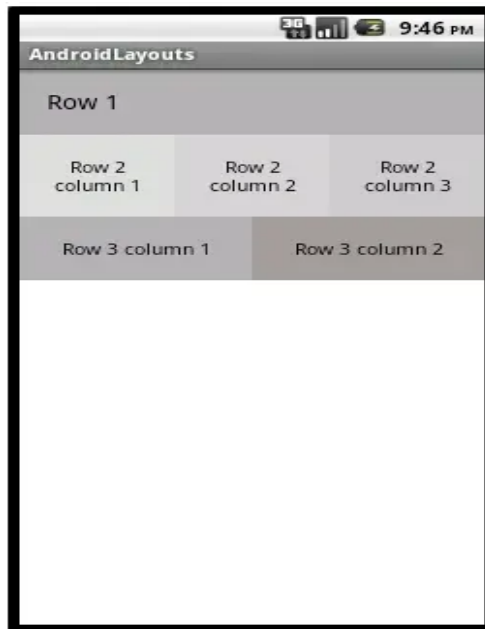 3G 9:46 PM
AndroidLayouts
Row 1
Row 2 column 1
Row 2 column 2
Row 2 column 3
Row 3 column 1
Row 3 column 2